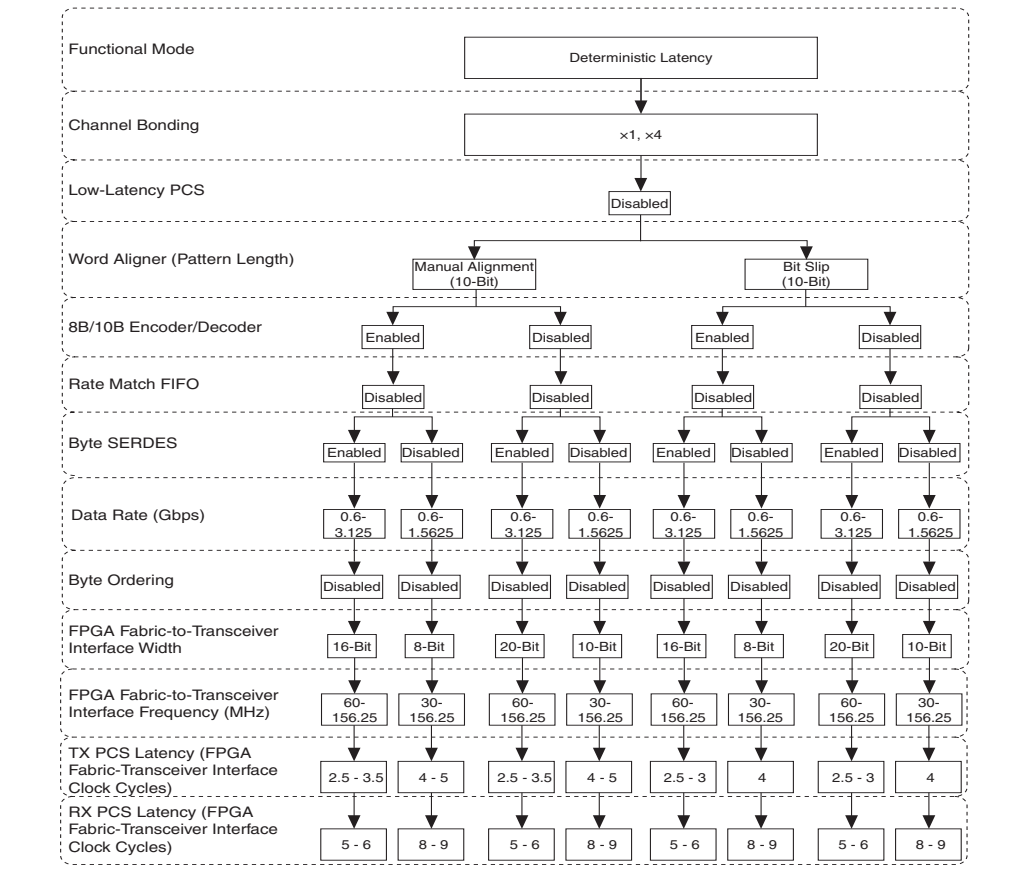 Functional Mode
Deterministic Latency
Channel Bonding
×1, ×4
Low-Latency PCS
Disabled
Word Aligner (Pattern Length)
Manual Alignment
(10-Bit)
Bit Slip
(10-Bit)
8B/10B Encoder/Decoder
Enabled Disabled Enabled Disabled
Rate Match FIFO
Disabled Disabled Disabled Disabled
Byte SERDES
Enabled Disabled Enabled Disabled Enabled Disabled Enabled Disabled
Data Rate (Gbps)
0.6- 0.6- 0.6- 0.6- 0.6- 0.6- 0.6- 0.6-
3.125 1.5625 3.125 1.5625 3.125 1.5625 3.125 1.5625
Byte Ordering
Disabled Disabled Disabled Disabled Disabled Disabled Disabled Disabled
FPGA Fabric-to-Transceiver
Interface Width
16-Bit 8-Bit 20-Bit 10-Bit 16-Bit 8-Bit 20-Bit 10-Bit
FPGA Fabric-to-Transceiver
Interface Frequency (MHz)
60- 30- 60- 30- 60- 30- 60- 30-
156.25 156.25 156.25 156.25 156.25 156.25 156.25 156.25
TX PCS Latency (FPGA
Fabric-Transceiver Interface
Clock Cycles)
2.5 - 3.5 4 - 5 2.5 - 3.5 4 - 5 2.5 - 3 4 2.5 - 3 4
RX PCS Latency (FPGA
Fabric-Transceiver Interface
Clock Cycles)
5 - 6 8 - 9 5 - 6 8 - 9 5 - 6 8 - 9 5 - 6 8 - 9